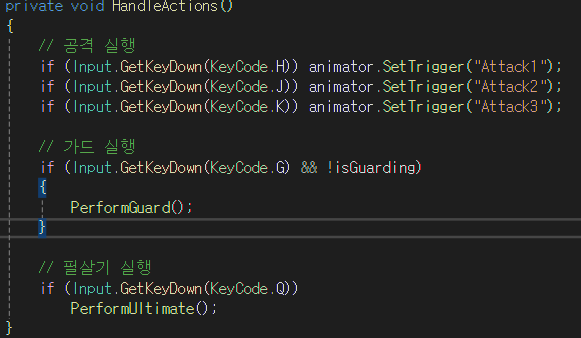 private void HandleActions()
{
// 공격 실행
if (Input.GetKeyDown(KeyCode.H)) animator.SetTrigger("Attack1");
if (Input.GetKeyDown(KeyCode.J)) animator.SetTrigger("Attack2");
if (Input.GetKeyDown(KeyCode.K)) animator.SetTrigger("Attack3");
// 가드 실행
if (Input.GetKeyDown(KeyCode.G) && !isGuarding)
{
PerformGuard();
}
// 필살기 실행
if (Input.GetKeyDown(KeyCode.Q))
PerformUltimate();
}